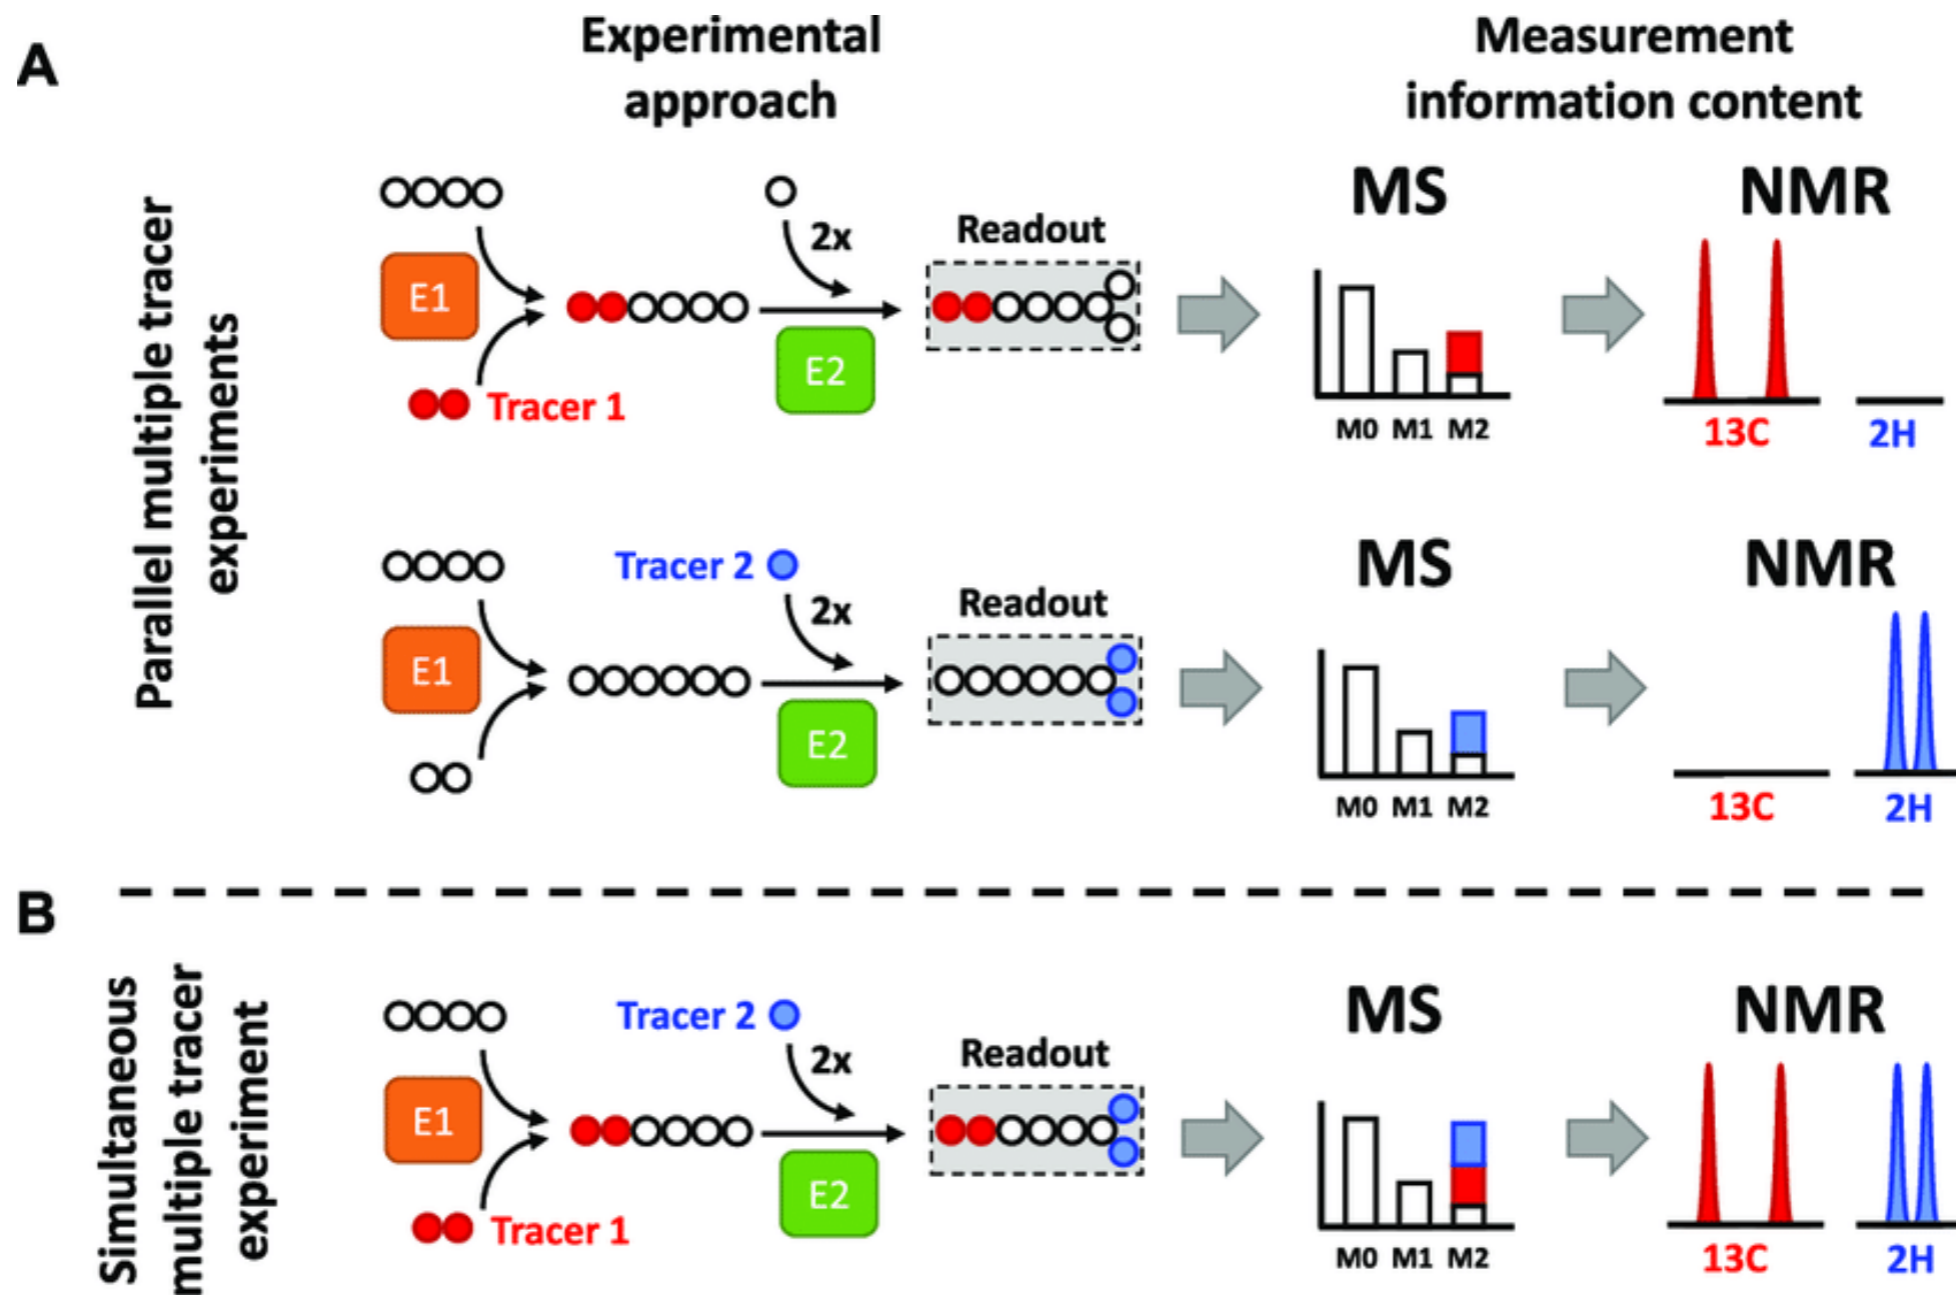 A
Experimental
approach
Measurement
information content
Parallel multiple tracer
experiments
2x
Readout
MS
NMR
E1
E2
Tracer 1
M0 M1 M2
13C
2H
Tracer 2
2x
Readout
MS
NMR
E1
E2
M0 M1 M2
13C
2H
B
Simultaneous
multiple tracer
experiment
Tracer 2
2x
Readout
MS
NMR
E1
E2
Tracer 1
M0 M1 M2
13C
2H